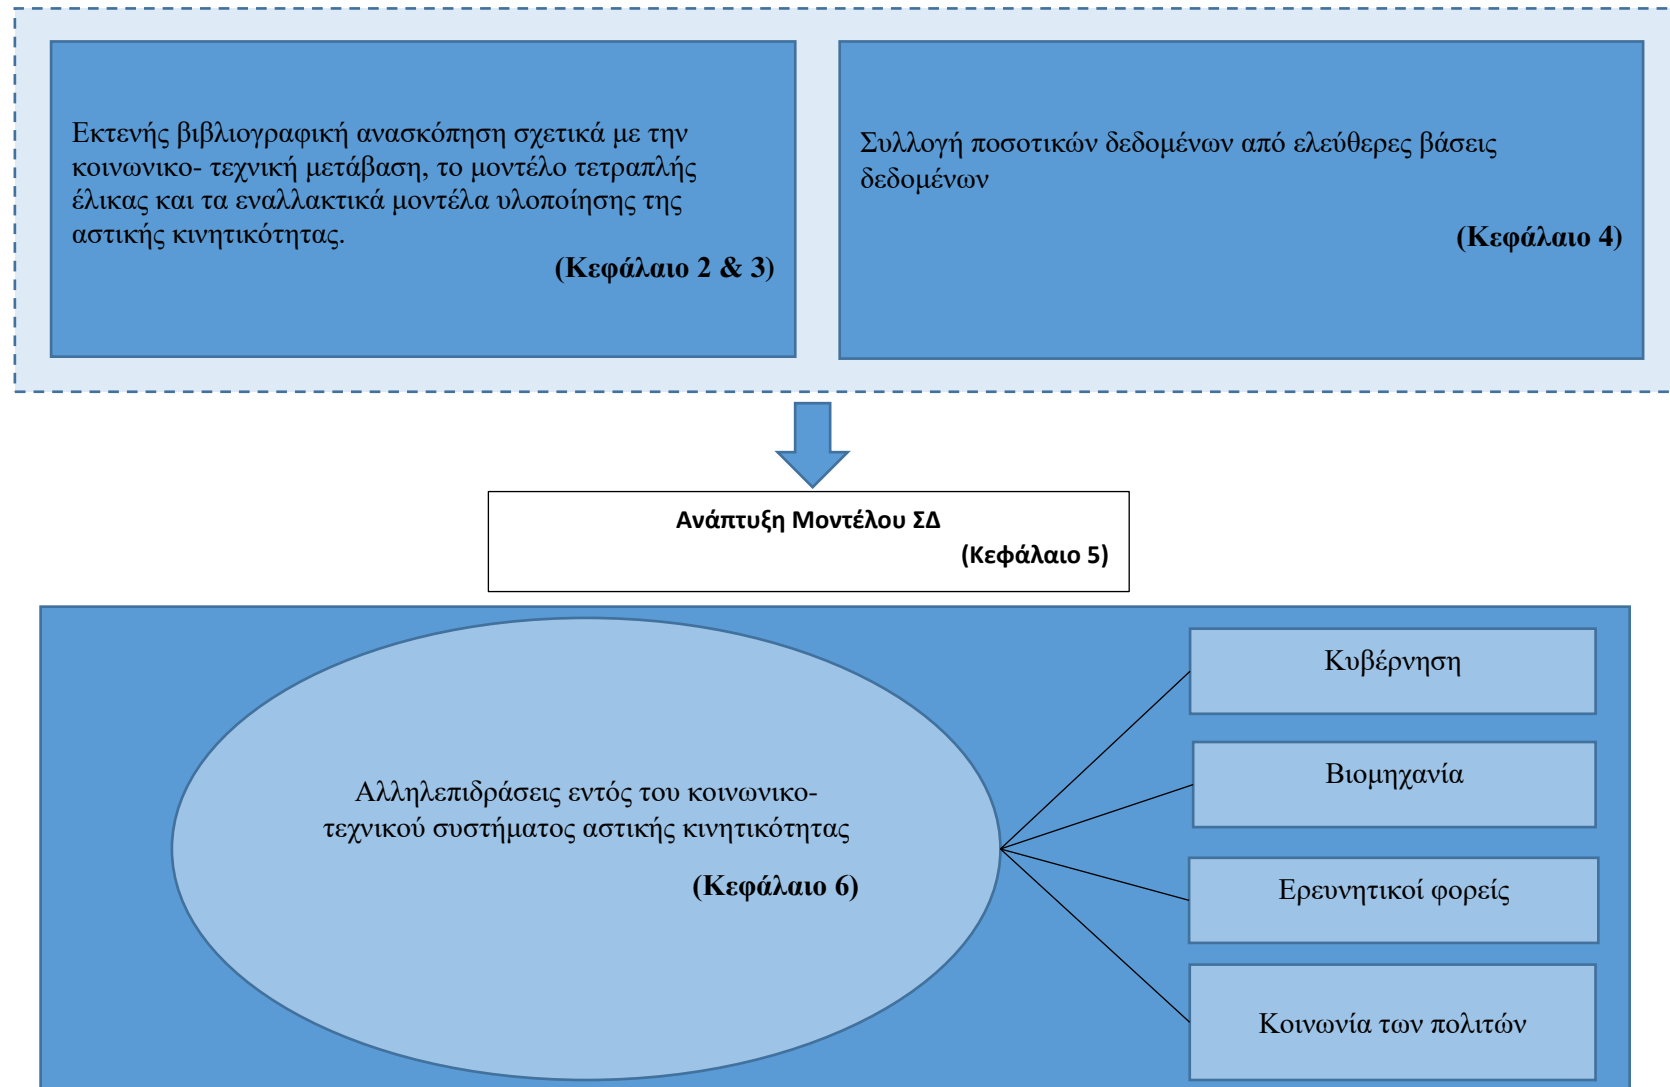 Εκτενής βιβλιογραφική ανασκόπηση σχετικά με την
κοινωνικο- τεχνική μετάβαση, το μοντέλο τετραπλής
έλικας και τα εναλλακτικά μοντέλα υλοποίησης της
αστικής κινητικότητας.
(Κεφάλαιο 2 & 3)
Συλλογή ποσοτικών δεδομένων από ελεύθερες βάσεις
δεδομένων
(Κεφάλαιο 4)
Ανάπτυξη Μοντέλου ΣΔ
(Κεφάλαιο 5)
Αλληλεπιδράσεις εντός του κοινωνικο-
τεχνικού συστήματος αστικής κινητικότητας
(Κεφάλαιο 6)
Κυβέρνηση
Βιομηχανία
Ερευνητικοί φορείς
Κοινωνία των πολιτών